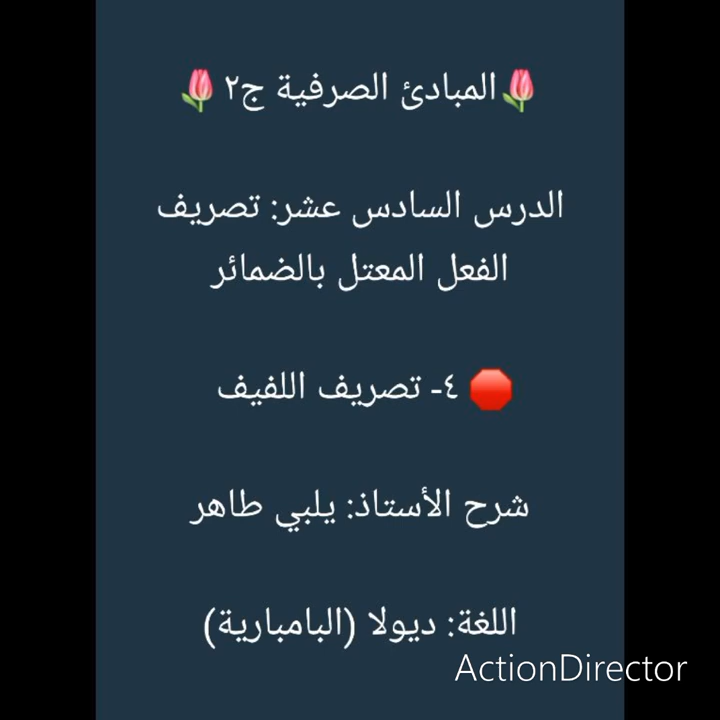 🌷المبادئ الصرفية ج٢ 🌷
الدرس السادس عشر: تصريف
الفعل المعتل بالضمائر
🛑 ٤- تصريف اللفيف
شرح الأستاذ: يلبي طاهر
اللغة: ديولا (البامبارية)
ActionDirector